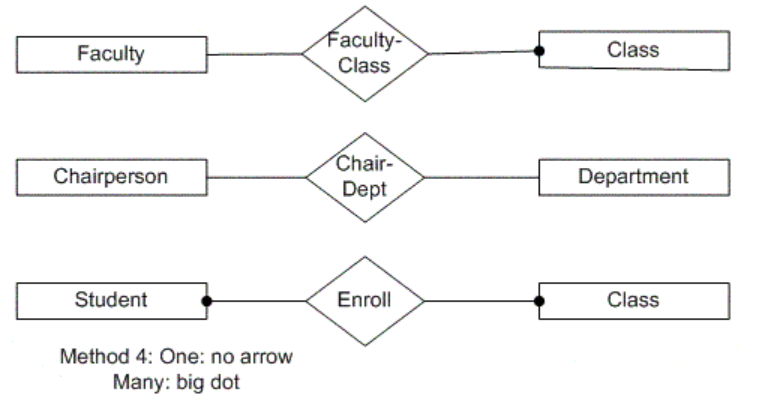 Faculty
Faculty-
Class
Class
Chairperson
Chair-
Dept
Department
Student
Enroll
Class
Method 4: One: no arrow
Many: big dot